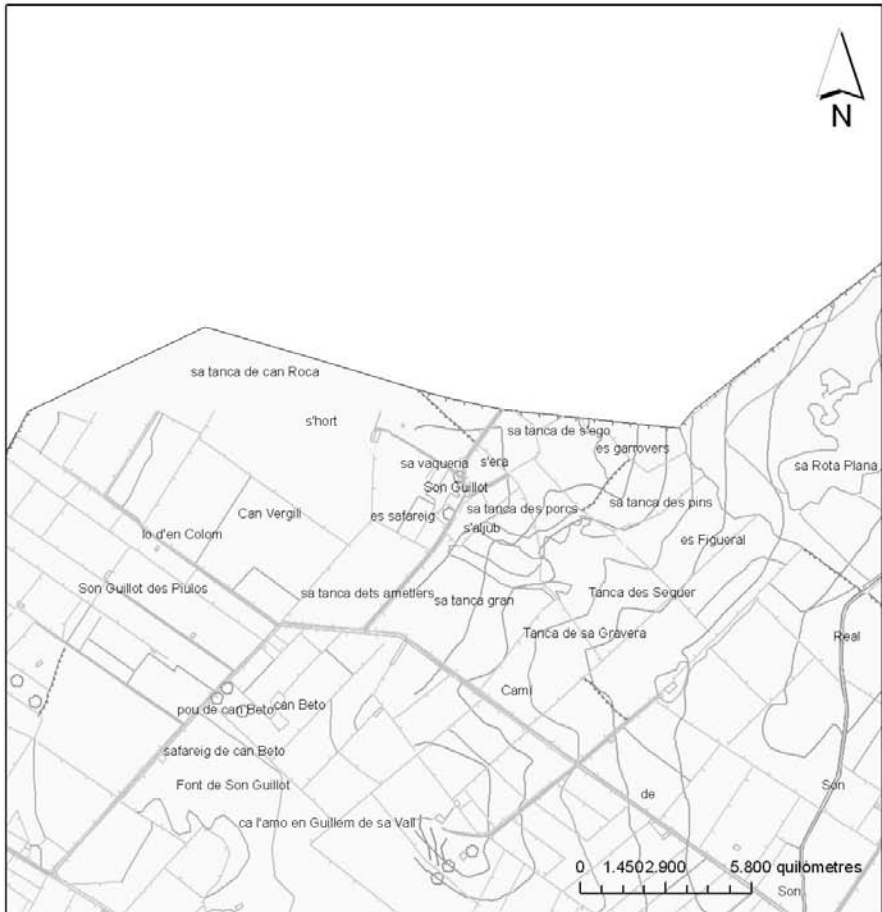 N
sa tanca de can Roca
s'hort
sa tanca de s'ego
es garrovers
sa vaqueria
s'era
sa Rota Plana
Son Guillot
Can Vergili
es safareig
sa tanca des porcs
sa tanca des pins
s'aljub
lo d'en Colom
es Figueral
Son Guillot des Piulos
sa tanca dets ametlers
sa tanca gran
Tanca des Sequer
Tanca de sa Gravera
Real
Camí
pou de can Beto
can Beto
safareig de can Beto
Font de Son Guillot
Son
de
ca l'amo en Guillem de sa Vall
0 1.450 2.900 5.800 quilòmetres
Son